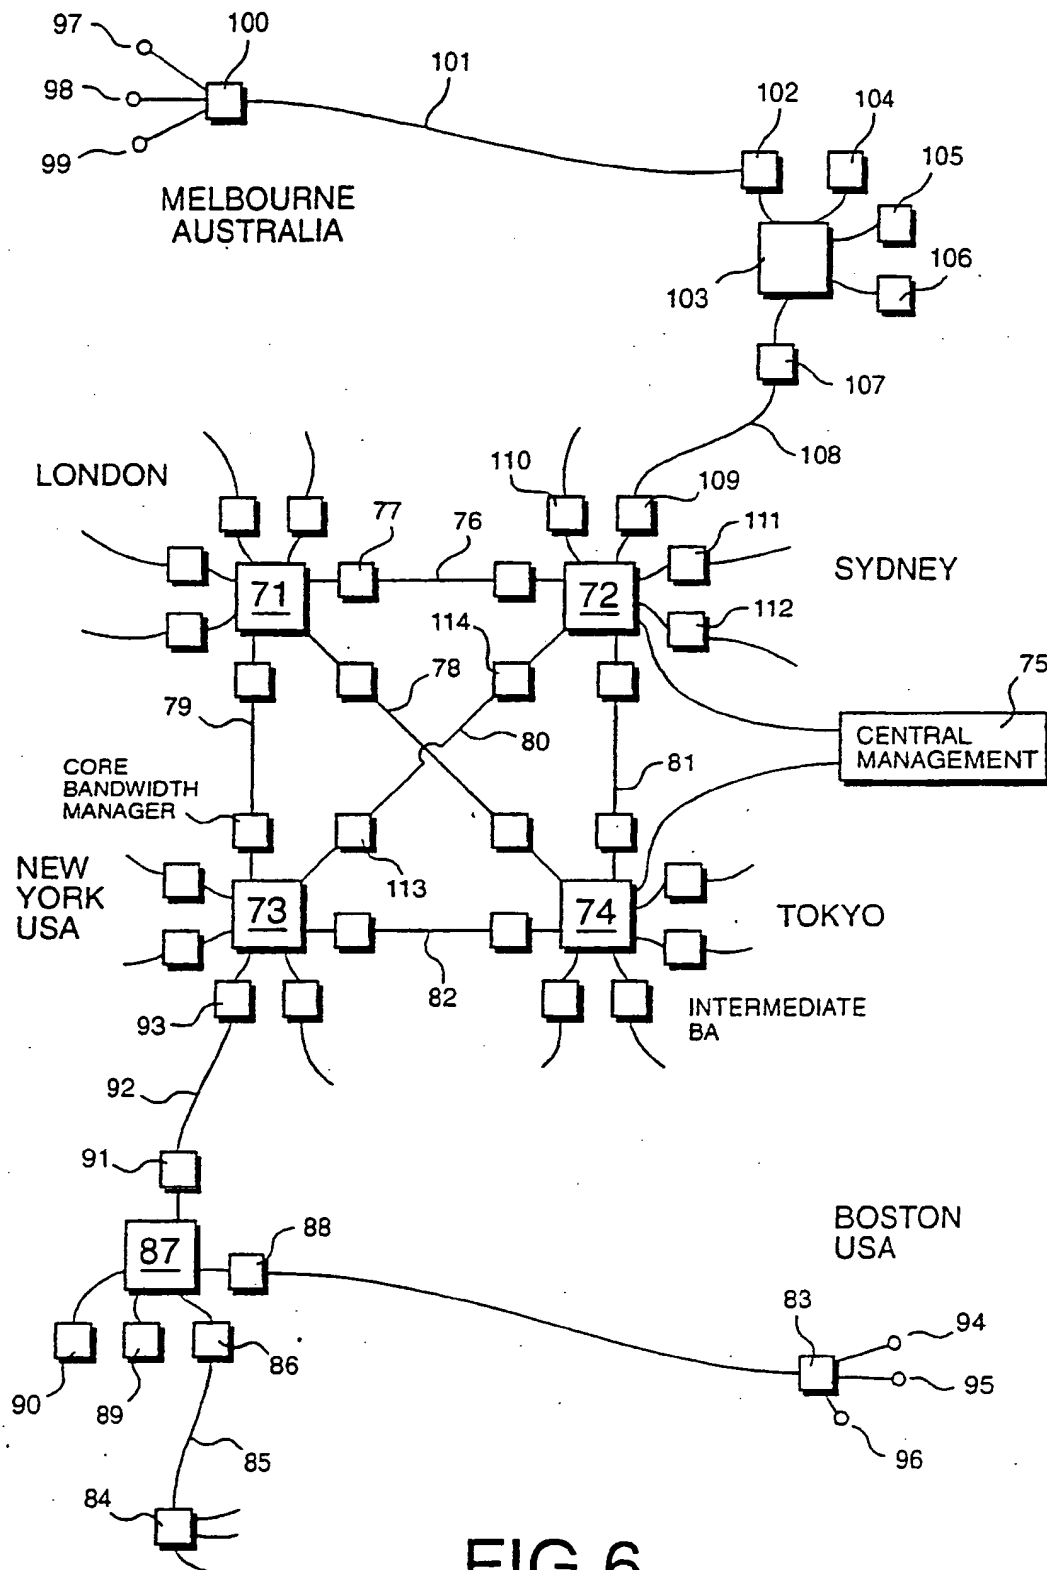 97
100
98
101
99
102
104
105
MELBOURNE
AUSTRALIA
103
106
107
108
LONDON
110
109
77
76
111
SYDNEY
71
72
112
114
78
75
79
80
CENTRAL
MANAGEMENT
81
CORE
BANDWIDTH
MANAGER
NEW
YORK
USA
113
73
74
TOKYO
82
93
INTERMEDIATE
BA
92
91
88
BOSTON
USA
87
83
94
86
95
90
89
96
85
84
FIG 6